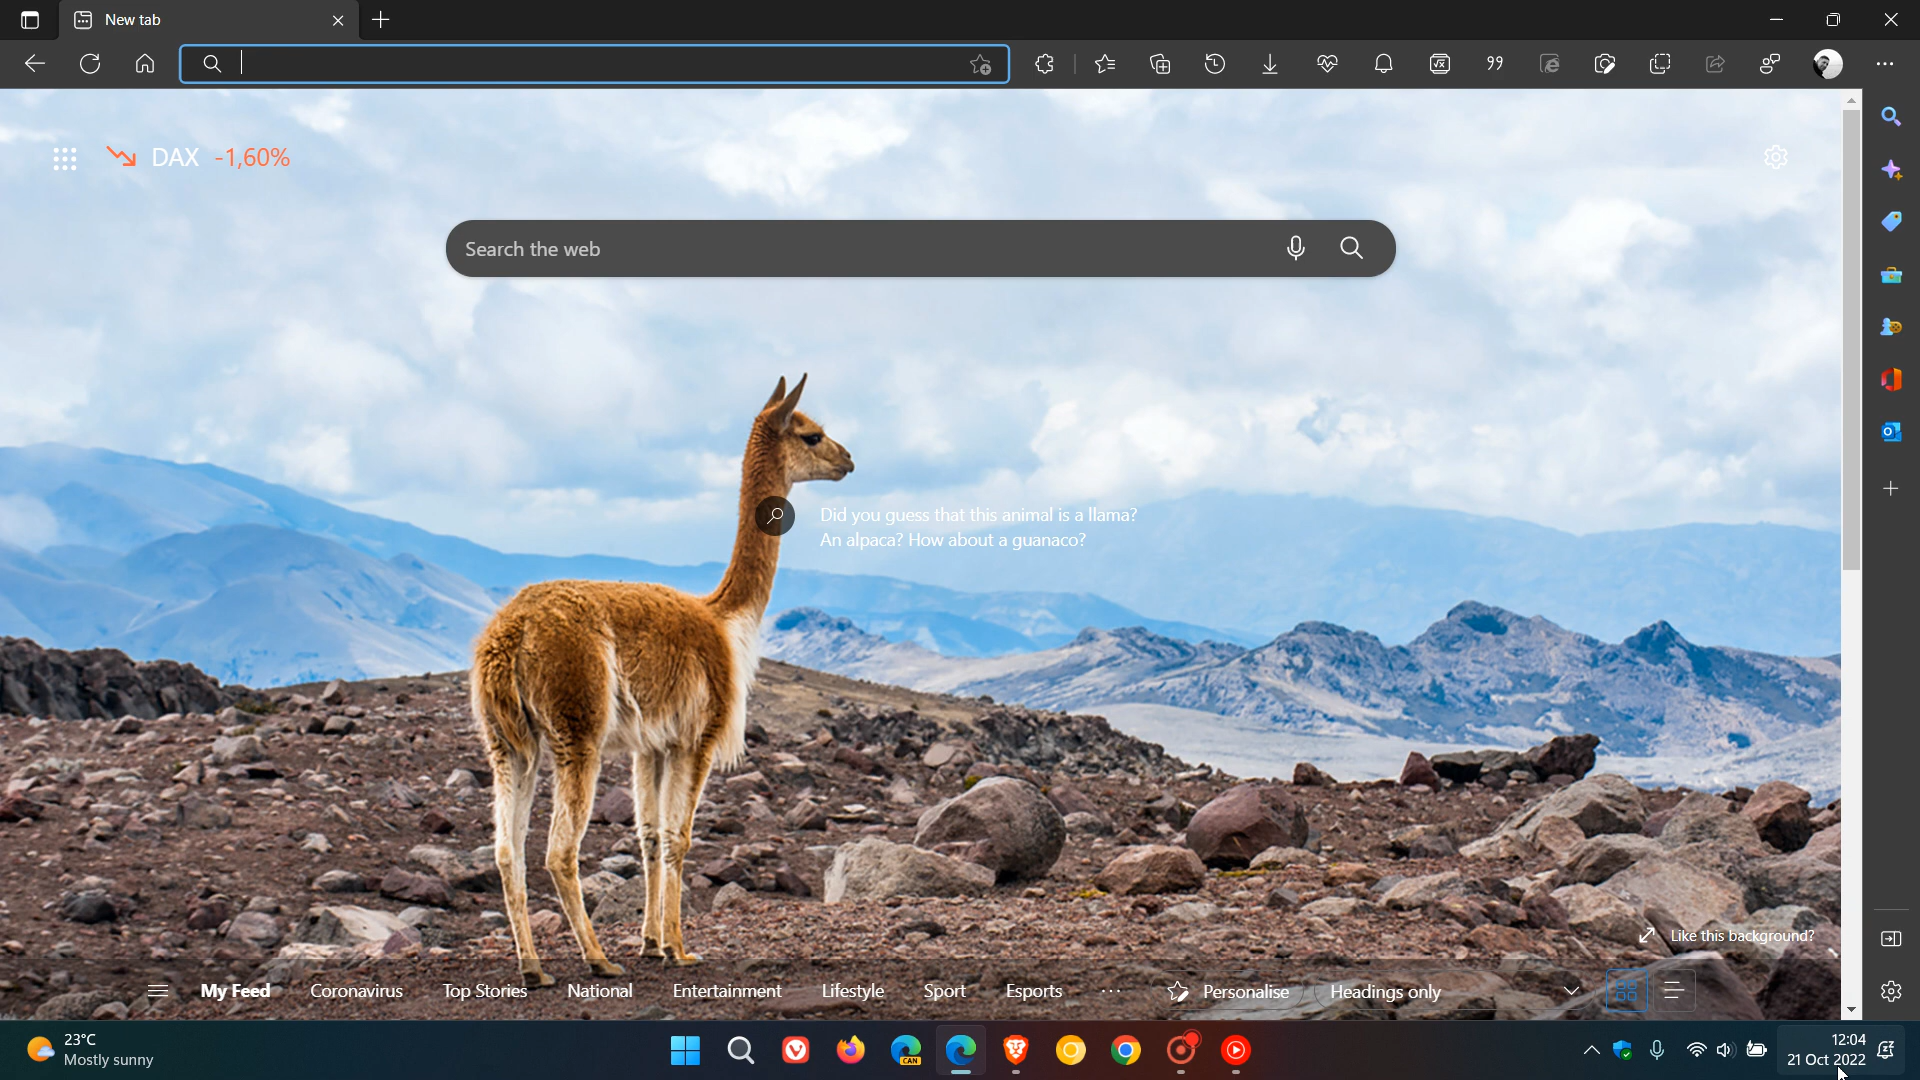 New tab
DAX -1,60%
Search the web
Did you guess that this animal is a llama?
An alpaca? How about a guanaco?
Like this background?
My Feed Coronavirus Top Stories National Entertainment Lifestyle Sport Esports ... Personalise Headings only
23°C
Mostly sunny
CAN
12:04
21 Oct 2022